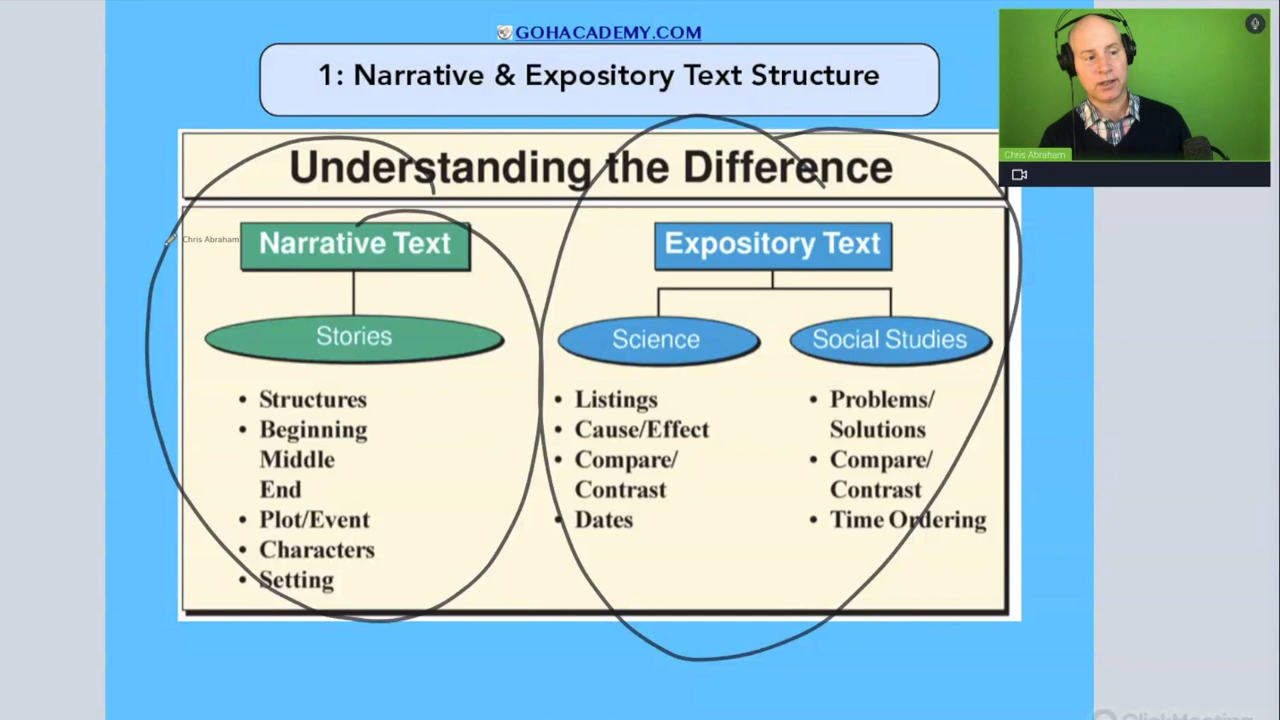 GOHACADEMY.COM
1: Narrative & Expository Text Structure
Chris Abraham
Understanding the Difference
Chris Abraham
Narrative Text
Expository Text
Stories
Science
Social Studies
• Structures
• Beginning
Middle
End
• Plot/Event
• Characters
• Setting
• Listings
• Cause/Effect
• Compare/
Contrast
• Dates
• Problems/
Solutions
• Compare/
Contrast
• Time Ordering
ClickMeeting